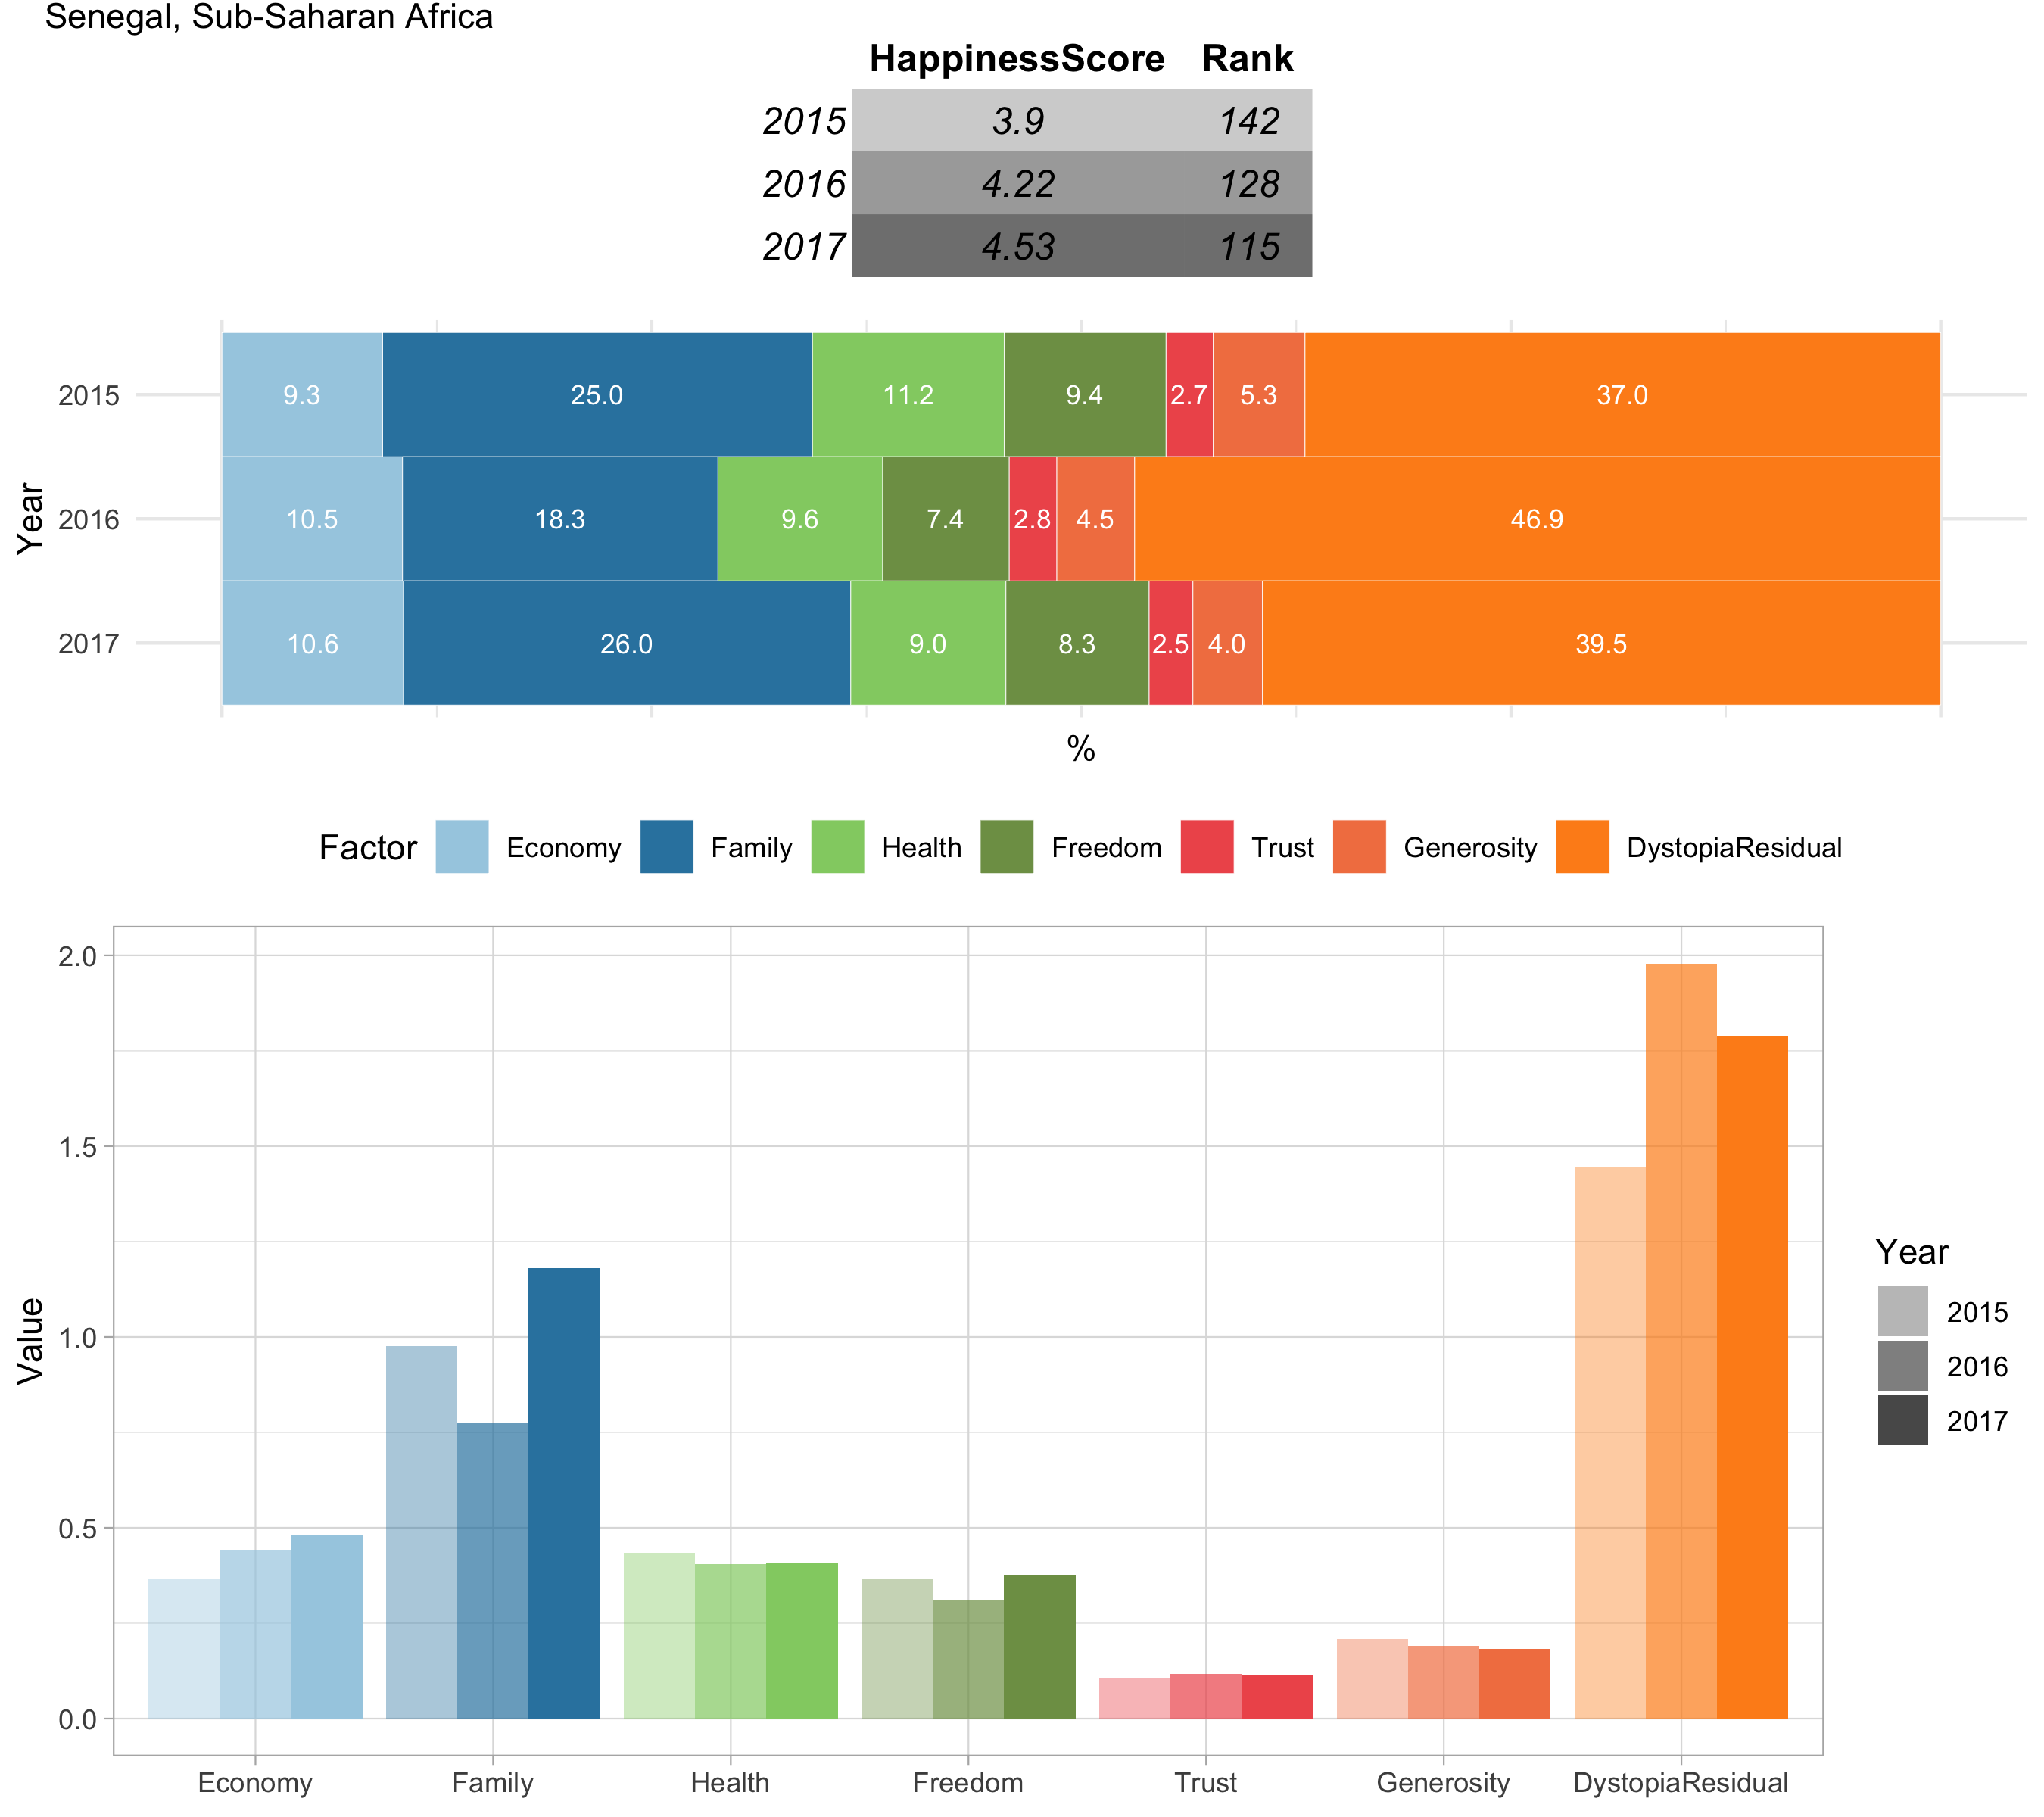 Senegal, Sub-Saharan Africa
HappinessScore Rank
2015 3.9 142
2016 4.22 128
2017 4.53 115
Year
2015 9.3 25.0 11.2 9.4 2.7 5.3 37.0
2016 10.5 18.3 9.6 7.4 2.8 4.5 46.9
2017 10.6 26.0 9.0 8.3 2.5 4.0 39.5
%
Factor Economy Family Health Freedom Trust Generosity DystopiaResidual
Value
2.0
1.5
1.0
0.5
0.0
Economy Family Health Freedom Trust Generosity DystopiaResidual
Year
2015
2016
2017